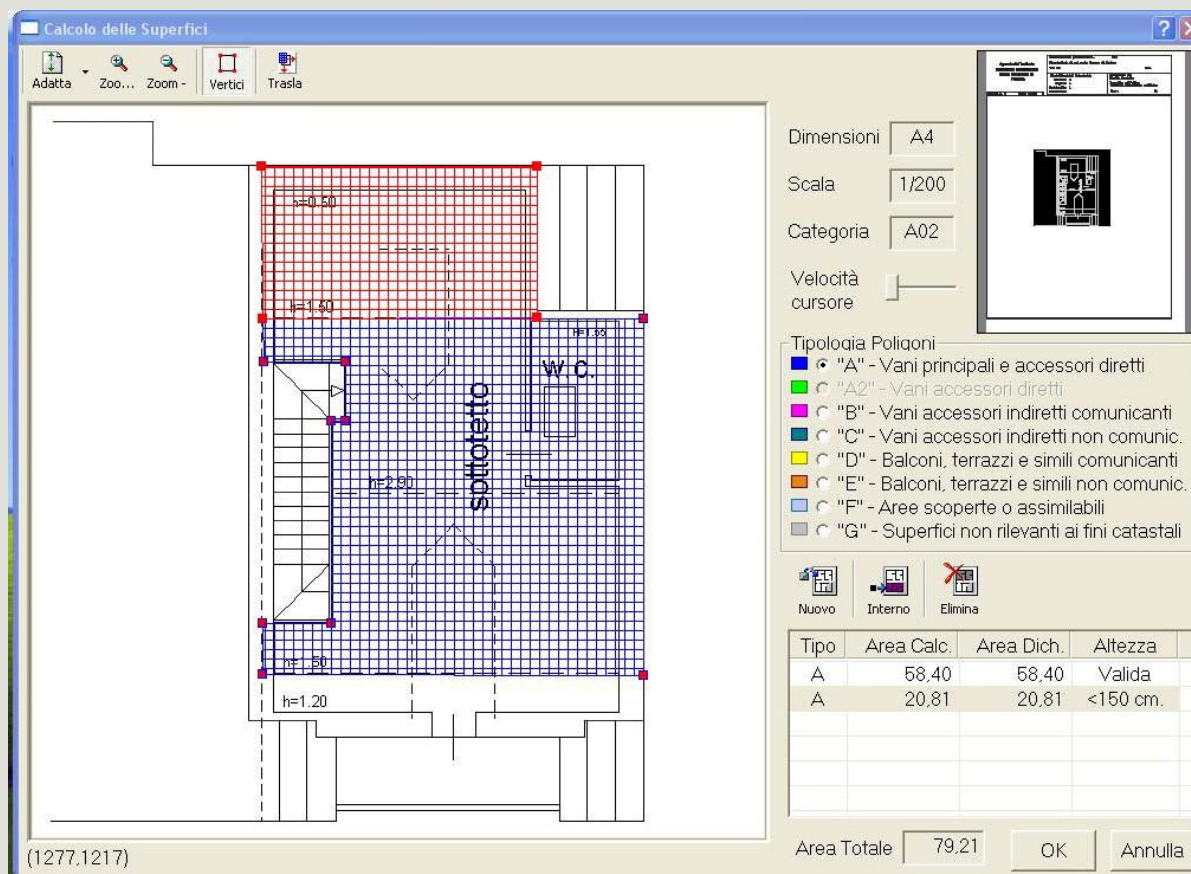 Calcolo delle Superfici
Adatta Zoo... Zoom - Vertici Trasla
h=0.50
h=1.50
H=1.55
W C.
sottotetto
h=2.90
h=1.50
h=1.20
(1277,1217)
Dimensioni A4
Scala 1/200
Categoria A02
Velocità
cursore
Tipologia Poligoni
"A" - Vani principali e accessori diretti
"A2" - Vani accessori diretti
"B" - Vani accessori indiretti comunicanti
"C" - Vani accessori indiretti non comunic.
"D" - Balconi, terrazzi e simili comunicanti
"E" - Balconi, terrazzi e simili non comunic.
"F" - Aree scoperte o assimilabili
"G" - Superfici non rilevanti ai fini catastali
Nuovo Interno Elimina
Tipo Area Calc. Area Dich. Altezza
A 58,40 58,40 Valida
A 20,81 20,81 <150 cm.
Area Totale 79,21 OK Annulla